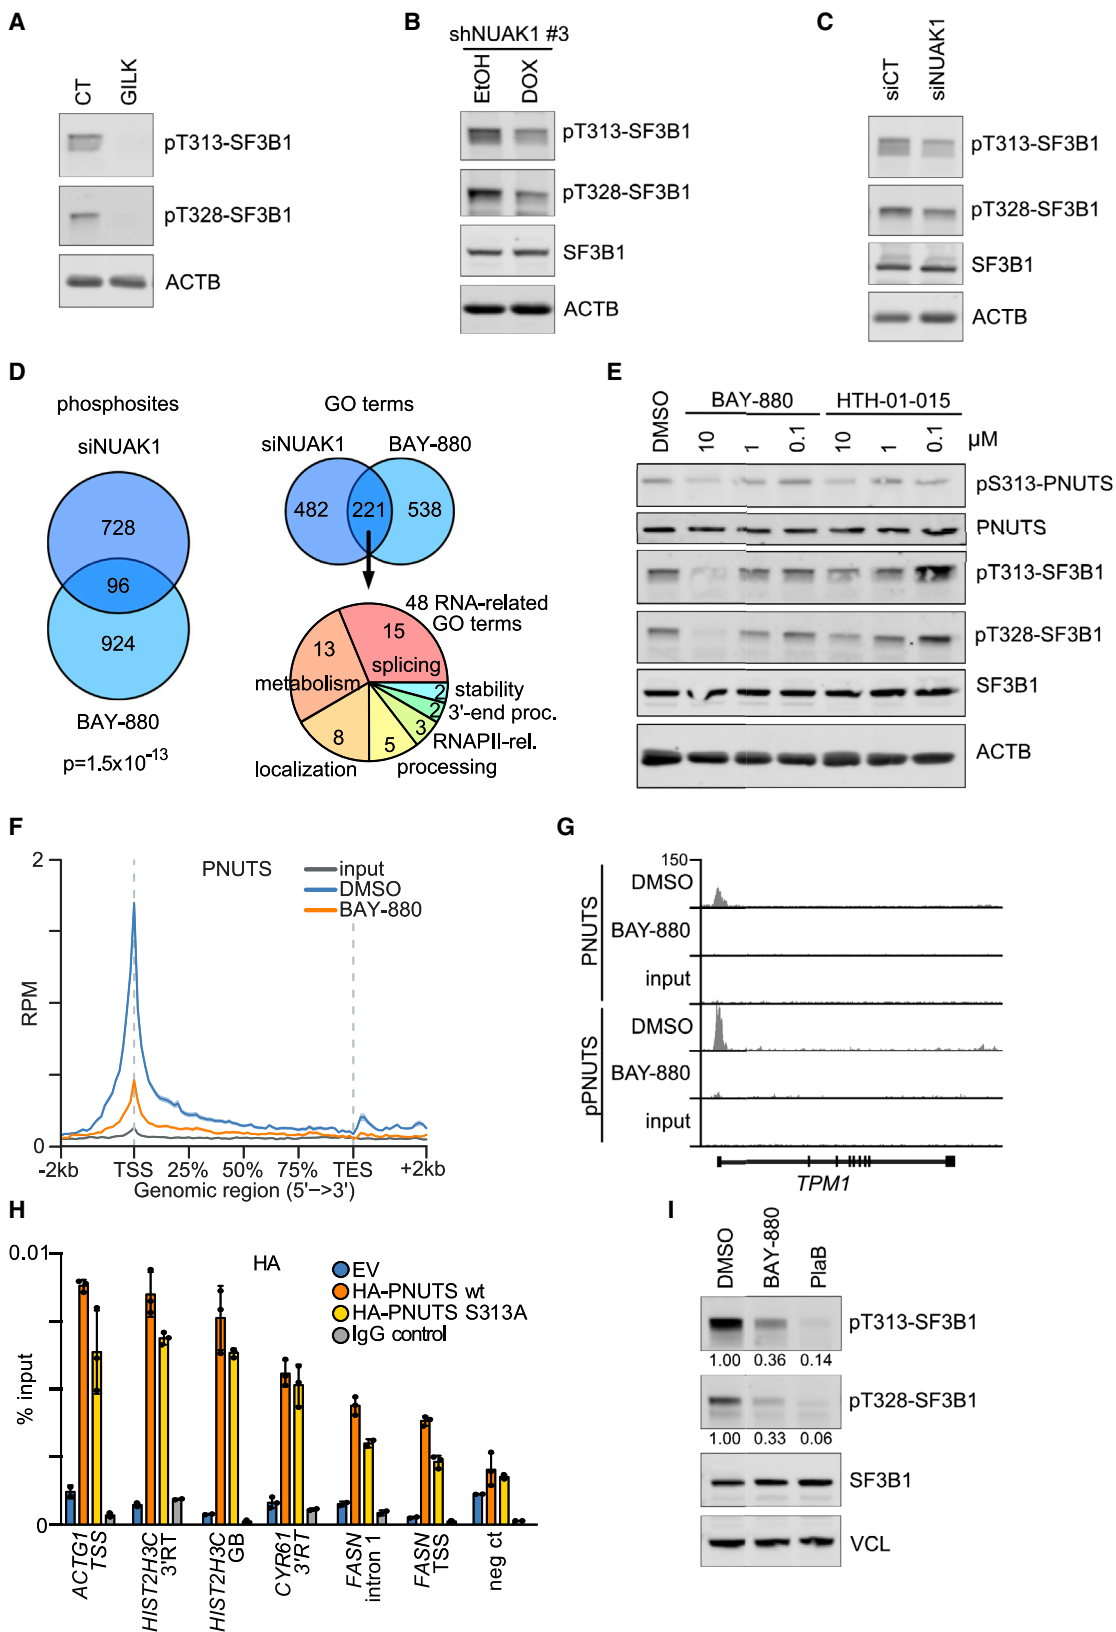 A
CT
GILK
pT313-SF3B1
pT328-SF3B1
ACTB
B
shNUAK1 #3
EtOH
DOX
pT313-SF3B1
pT328-SF3B1
SF3B1
ACTB
C
siCT
siNUAK1
pT313-SF3B1
pT328-SF3B1
SF3B1
ACTB
D
phosphosites
siNUAK1
728
96
924
BAY-880
p=1.5x10⁻¹³
GO terms
siNUAK1
BAY-880
482
221
538
48 RNA-related
GO terms
15
splicing
13
metabolism
2
stability
2
3'-end proc.
3
RNAPII-rel.
8
localization
5
processing
E
DMSO
BAY-880
HTH-01-015
10
1
0.1
10
1
0.1
µM
pS313-PNUTS
PNUTS
pT313-SF3B1
pT328-SF3B1
SF3B1
ACTB
F
2
PNUTS
input
DMSO
BAY-880
RPM
0
-2kb
TSS
25%
50%
75%
TES
+2kb
Genomic region (5'–>3')
G
150
PNUTS
DMSO
BAY-880
input
pPNUTS
DMSO
BAY-880
input
TPM1
H
0.01
HA
EV
HA-PNUTS wt
HA-PNUTS S313A
IgG control
% input
0
ACTG1
TSS
HIST2H3C
3'RT
HIST2H3C
GB
CYR61
3'RT
FASN
intron 1
FASN
TSS
neg ct
I
DMSO
BAY-880
PlaB
pT313-SF3B1
1.00 0.36 0.14
pT328-SF3B1
1.00 0.33 0.06
SF3B1
VCL